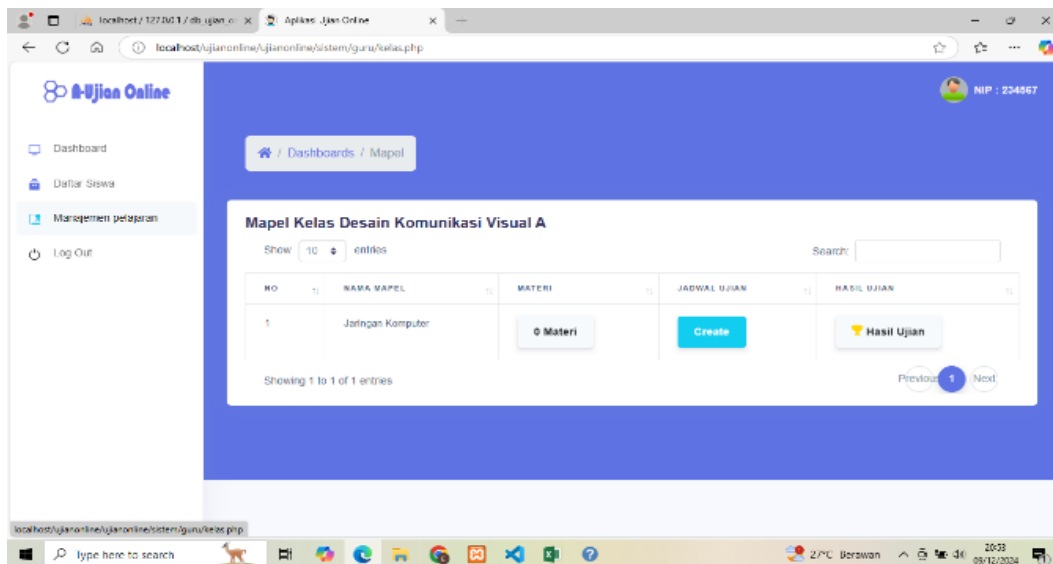 localhost / 127.0.0.1 / db_ujian_o
Aplikasi Ujian Online
localhost/ujianonline/ujianonline/sistem/guru/kelas.php
A-Ujian Online
NIP : 234567
Dashboard
/ Dashboards / Mapel
Daftar Siswa
Manajemen pelajaran
Mapel Kelas Desain Komunikasi Visual A
Log Out
Show 10 entries
Search:
NO NAMA MAPEL MATERI JADWAL UJIAN HASIL UJIAN
1 Jaringan Komputer 0 Materi Create Hasil Ujian
Showing 1 to 1 of 1 entries
Previous 1 Next
localhost/ujianonline/ujianonline/sistem/guru/kelas.php
Type here to search
27°C Berawan
20:53
09/12/2024